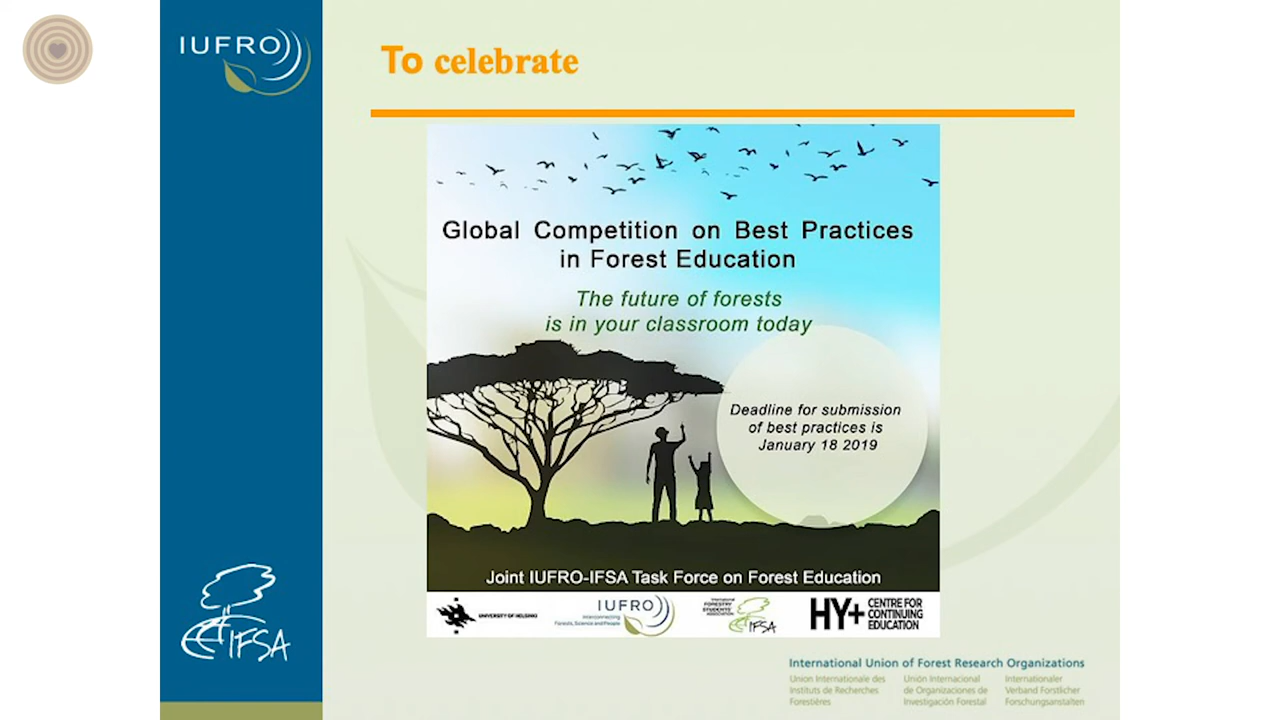 IUFRO
To celebrate
Global Competition on Best Practices
in Forest Education
The future of forests
is in your classroom today
Deadline for submission
of best practices is
January 18 2019
Joint IUFRO-IFSA Task Force on Forest Education
UNIVERSITY OF HELSINKI
IUFRO
Interconnecting
Forests, Science and People
International
FORESTRY
STUDENTS'
ASSOCIATION
IFSA
HY+
CENTRE FOR
CONTINUING
EDUCATION
IFSA
International Union of Forest Research Organizations
Union Internationale des
Instituts de Recherches
Forestières
Unión Internacional
de Organizaciones de
Investigación Forestal
Internationaler
Verband Forstlicher
Forschungsanstalten